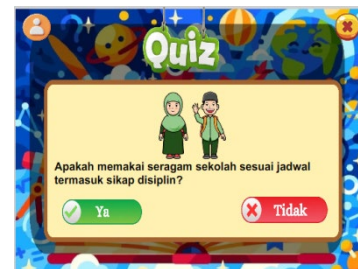 Quiz
Apakah memakai seragam sekolah sesuai jadwal
termasuk sikap disiplin?
Ya
Tidak